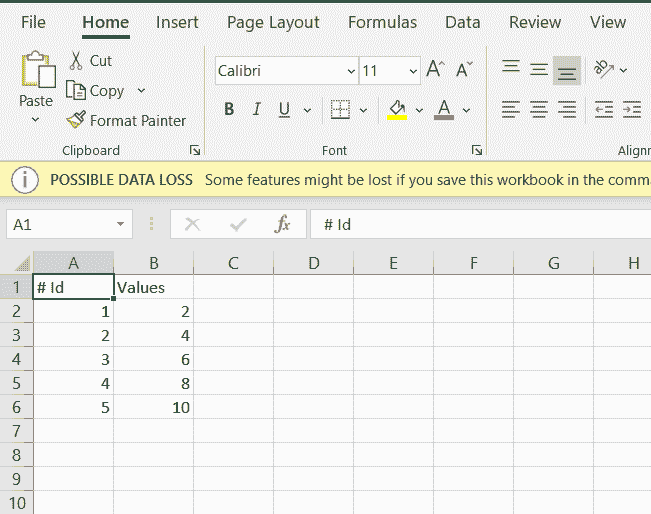 File Home Insert Page Layout Formulas Data Review View
Cut
Copy
Format Painter
Paste
Clipboard
Calibri 11 A A
B I U A
Font
Alignr
POSSIBLE DATA LOSS Some features might be lost if you save this workbook in the comma
A1 fx # Id
A B C D E F G H
1 # Id Values
2 1 2
3 2 4
4 3 6
5 4 8
6 5 10
7
8
9
10